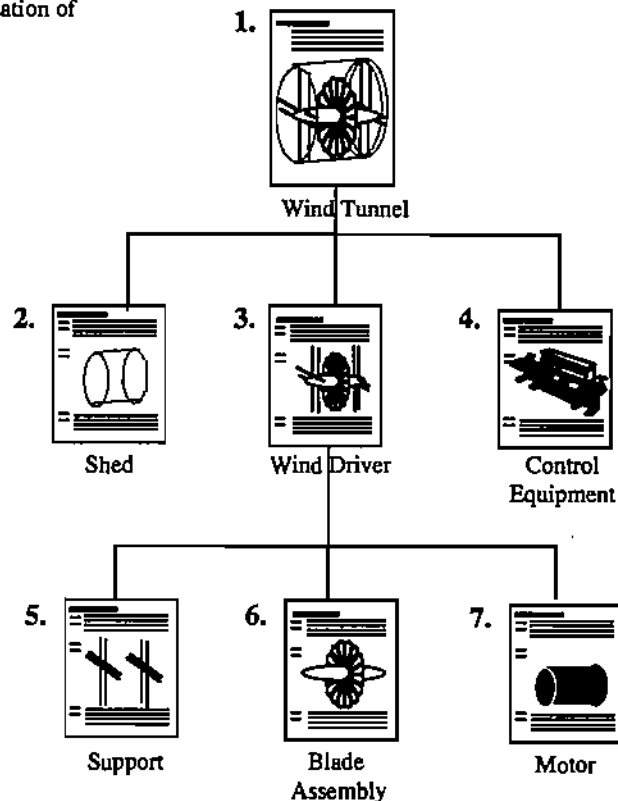 ation of
1.
Wind Tunnel
2.
3.
4.
Shed
Wind Driver
Control
Equipment
5.
6.
7.
Support
Blade
Assembly
Motor